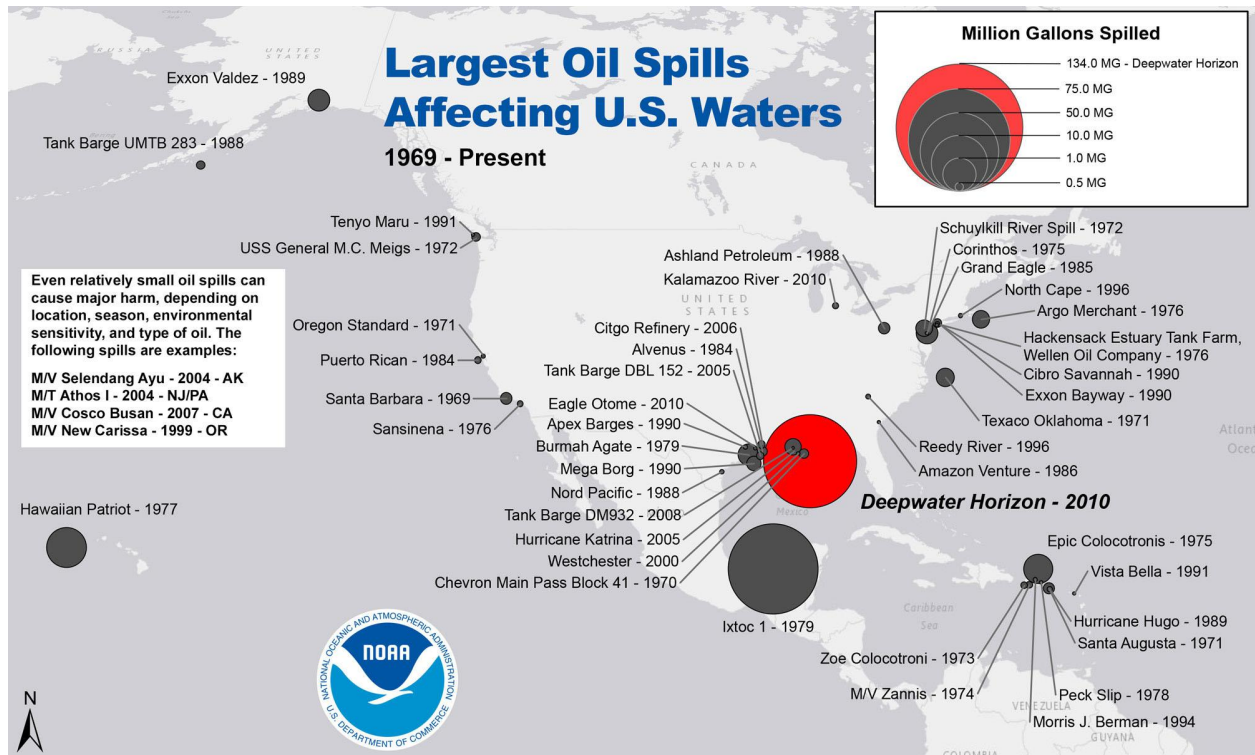 Largest Oil Spills
Affecting U.S. Waters
1969 - Present
Million Gallons Spilled
134.0 MG - Deepwater Horizon
75.0 MG
50.0 MG
10.0 MG
1.0 MG
0.5 MG
RUSSIA
UNITED
STATES
Exxon Valdez - 1989
Tank Barge UMTB 283 - 1988
CANADA
Tenyo Maru - 1991
USS General M.C. Meigs - 1972
Even relatively small oil spills can
cause major harm, depending on
location, season, environmental
sensitivity, and type of oil. The
following spills are examples:
M/V Selendang Ayu - 2004 - AK
M/T Athos I - 2004 - NJ/PA
M/V Cosco Busan - 2007 - CA
M/V New Carissa - 1999 - OR
Oregon Standard - 1971
Puerto Rican - 1984
Santa Barbara - 1969
Sansinena - 1976
Ashland Petroleum - 1988
Kalamazoo River - 2010
UNITED
STATES
Citgo Refinery - 2006
Alvenus - 1984
Tank Barge DBL 152 - 2005
Eagle Otome - 2010
Apex Barges - 1990
Burmah Agate - 1979
Mega Borg - 1990
Nord Pacific - 1988
Tank Barge DM932 - 2008
Hurricane Katrina - 2005
Westchester - 2000
Chevron Main Pass Block 41 - 1970
Schuylkill River Spill - 1972
Corinthos - 1975
Grand Eagle - 1985
North Cape - 1996
Argo Merchant - 1976
Hackensack Estuary Tank Farm,
Wellen Oil Company - 1976
Cibro Savannah - 1990
Exxon Bayway - 1990
Texaco Oklahoma - 1971
Reedy River - 1996
Amazon Venture - 1986
Atlantic
Ocea
Deepwater Horizon - 2010
Mexico
Hawaiian Patriot - 1977
Ixtoc 1 - 1979
Epic Colocotronis - 1975
Vista Bella - 1991
Caribbean
Sea
Hurricane Hugo - 1989
Santa Augusta - 1971
Zoe Colocotroni - 1973
M/V Zannis - 1974
Peck Slip - 1978
Morris J. Berman - 1994
VENEZUELA
GUYANA
COLOMBIA
NATIONAL OCEANIC AND ATMOSPHERIC ADMINISTRATION
NOAA
U.S. DEPARTMENT OF COMMERCE
N